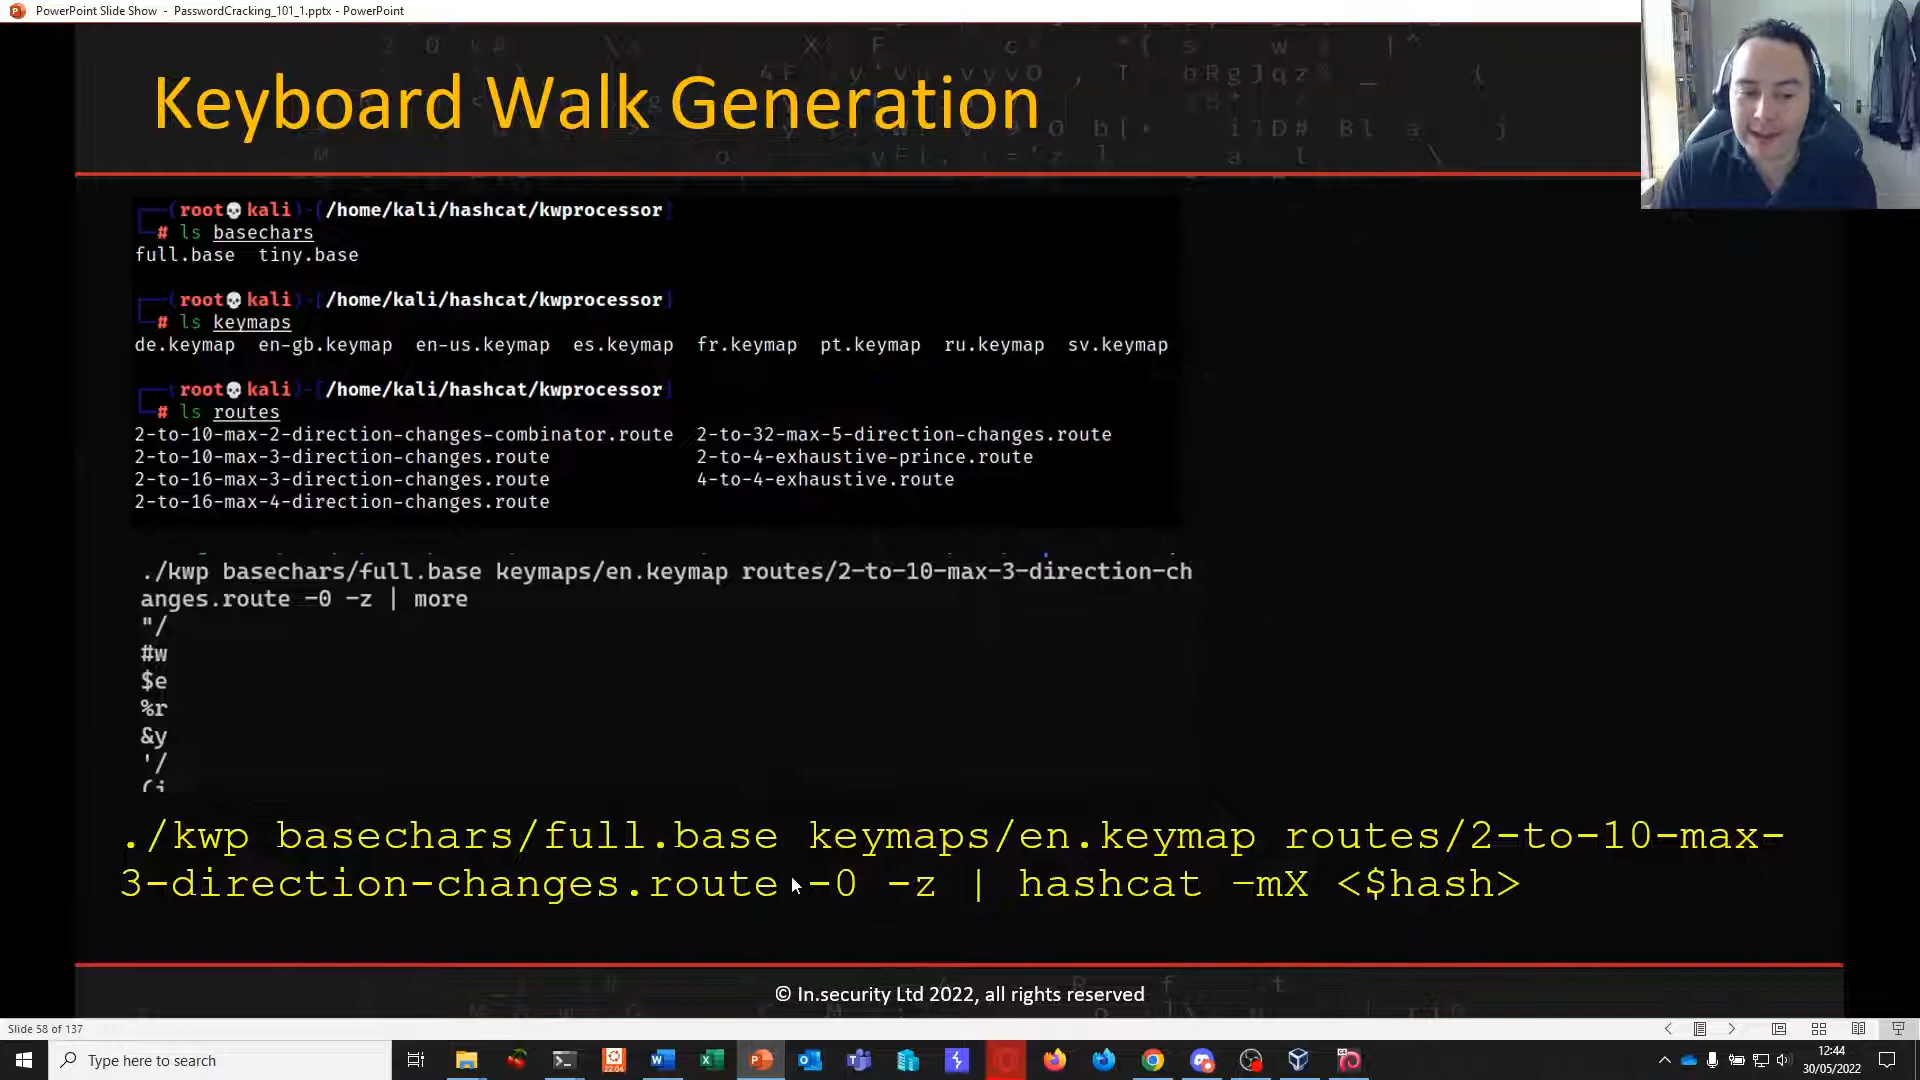 PowerPoint Slide Show - PasswordCracking_101_1.pptx - PowerPoint
Keyboard Walk Generation
(root💀kali)-[/home/kali/hashcat/kwprocessor]
# ls basechars
full.base tiny.base
(root💀kali)-[/home/kali/hashcat/kwprocessor]
# ls keymaps
de.keymap en-gb.keymap en-us.keymap es.keymap fr.keymap pt.keymap ru.keymap sv.keymap
(root💀kali)-[/home/kali/hashcat/kwprocessor]
# ls routes
2-to-10-max-2-direction-changes-combinator.route 2-to-32-max-5-direction-changes.route
2-to-10-max-3-direction-changes.route 2-to-4-exhaustive-prince.route
2-to-16-max-3-direction-changes.route 4-to-4-exhaustive.route
2-to-16-max-4-direction-changes.route
./kwp basechars/full.base keymaps/en.keymap routes/2-to-10-max-3-direction-ch
anges.route -0 -z | more
"/
#w
$e
%r
&y
'/
./kwp basechars/full.base keymaps/en.keymap routes/2-to-10-max-
3-direction-changes.route -0 -z | hashcat –mX <$hash>
© In.security Ltd 2022, all rights reserved
Slide 58 of 137
Type here to search
22.04
12:44
30/05/2022